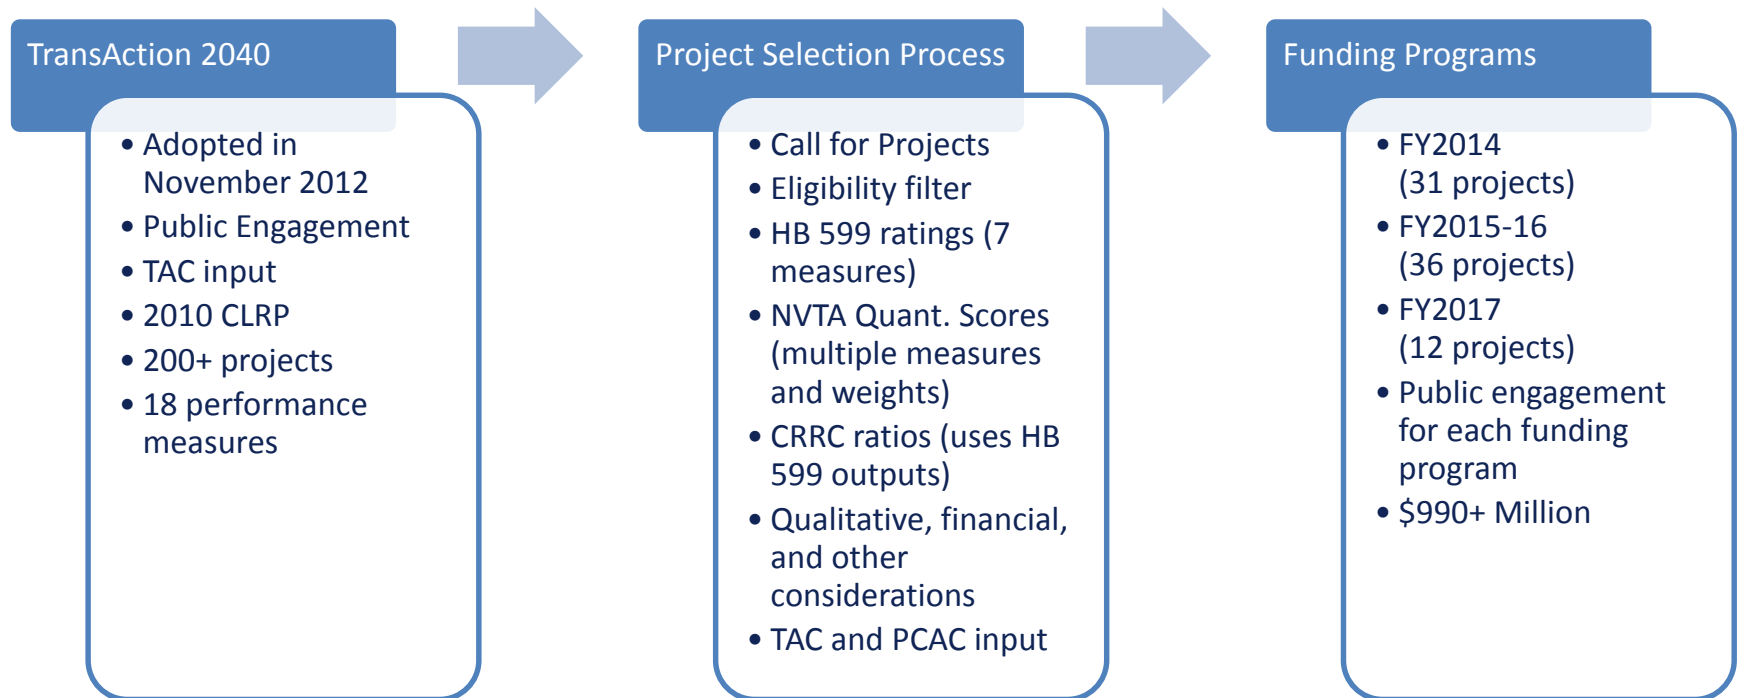 TransAction 2040
• Adopted in
November 2012
• Public Engagement
• TAC input
• 2010 CLRP
• 200+ projects
• 18 performance
measures
Project Selection Process
• Call for Projects
• Eligibility filter
• HB 599 ratings (7
measures)
• NVTA Quant. Scores
(multiple measures
and weights)
• CRRC ratios (uses HB
599 outputs)
• Qualitative, financial,
and other
considerations
• TAC and PCAC input
Funding Programs
• FY2014
(31 projects)
• FY2015-16
(36 projects)
• FY2017
(12 projects)
• Public engagement
for each funding
program
• $990+ Million